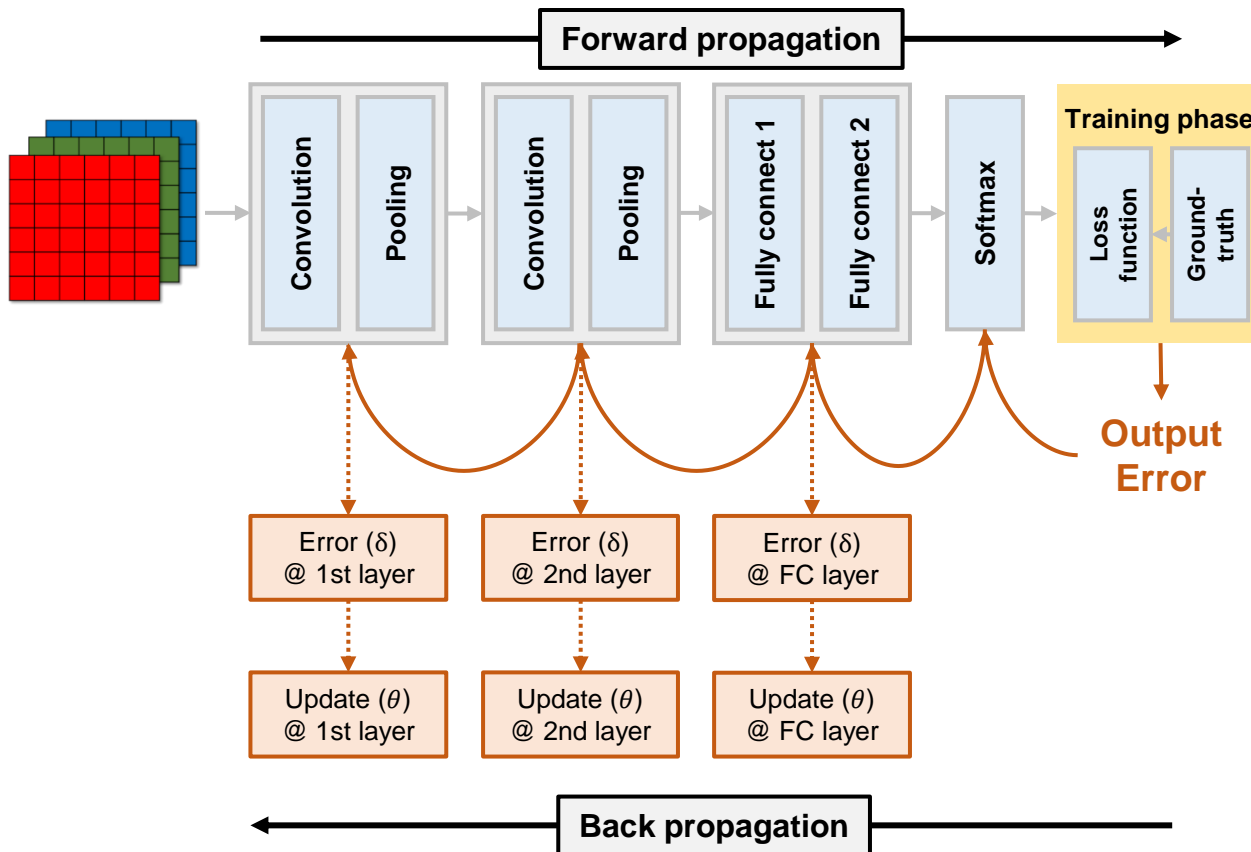 Forward propagation
Convolution
Pooling
Convolution
Pooling
Fully connect 1
Fully connect 2
Softmax
Training phase
Loss
function
Ground-
truth
Output
Error
Error (δ)
@ 1st layer
Error (δ)
@ 2nd layer
Error (δ)
@ FC layer
Update (θ)
@ 1st layer
Update (θ)
@ 2nd layer
Update (θ)
@ FC layer
Back propagation